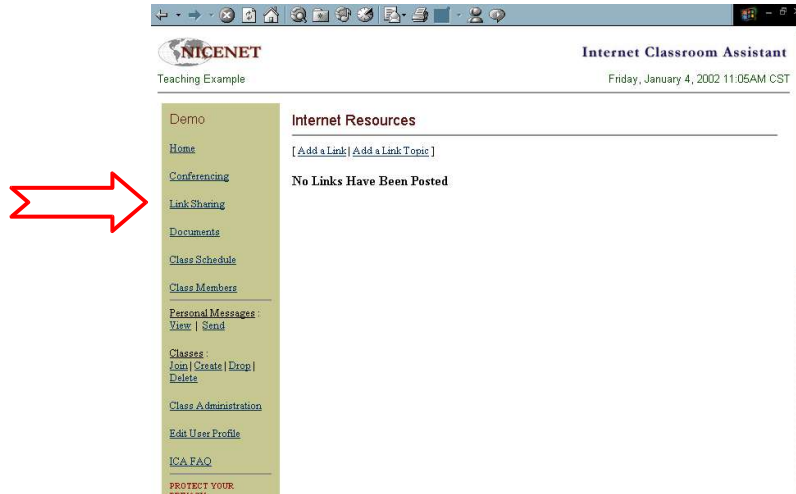 NICENET
Internet Classroom Assistant
Teaching Example
Friday, January 4, 2002 11:05AM CST
Demo
Home
Conferencing
Link Sharing
Documents
Class Schedule
Class Members
Personal Messages :
View | Send
Classes :
Join | Create | Drop |
Delete
Class Administration
Edit User Profile
ICA FAQ
PROTECT YOUR
Internet Resources
[ Add a Link | Add a Link Topic ]
No Links Have Been Posted